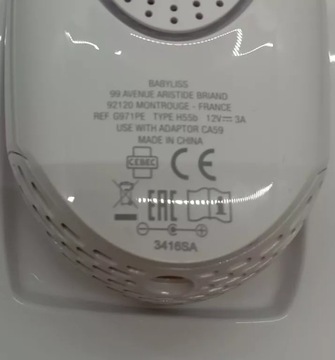 BABYLISS
99 AVENUE ARISTIDE BRIAND
92120 MONTROUGE - FRANCE
REF. G971PE TYPE H55b 12V⎓3A
USE WITH ADAPTOR CA59
MADE IN CHINA
CEBEC CE
EAC
3416SA